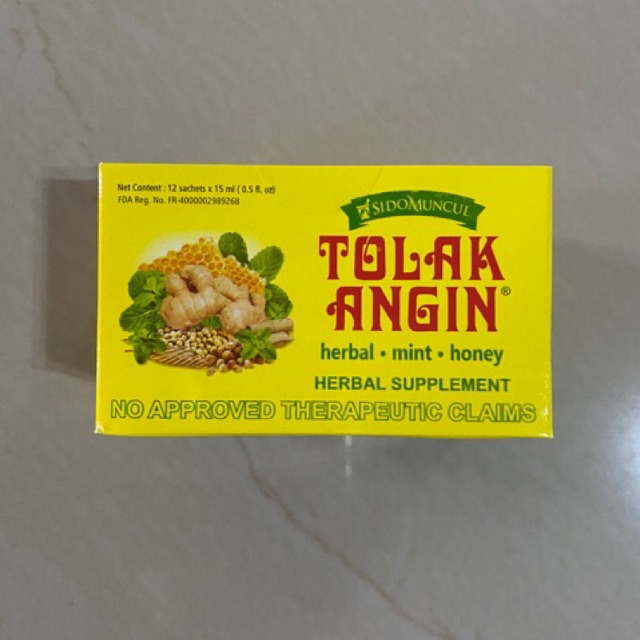 Net Content : 12 sachets x 15 ml ( 0.5 fl. oz)
FDA Reg. No. FR-4000002989268
SIDOMUNCUL
TOLAK
ANGIN®
herbal • mint • honey
HERBAL SUPPLEMENT
NO APPROVED THERAPEUTIC CLAIMS